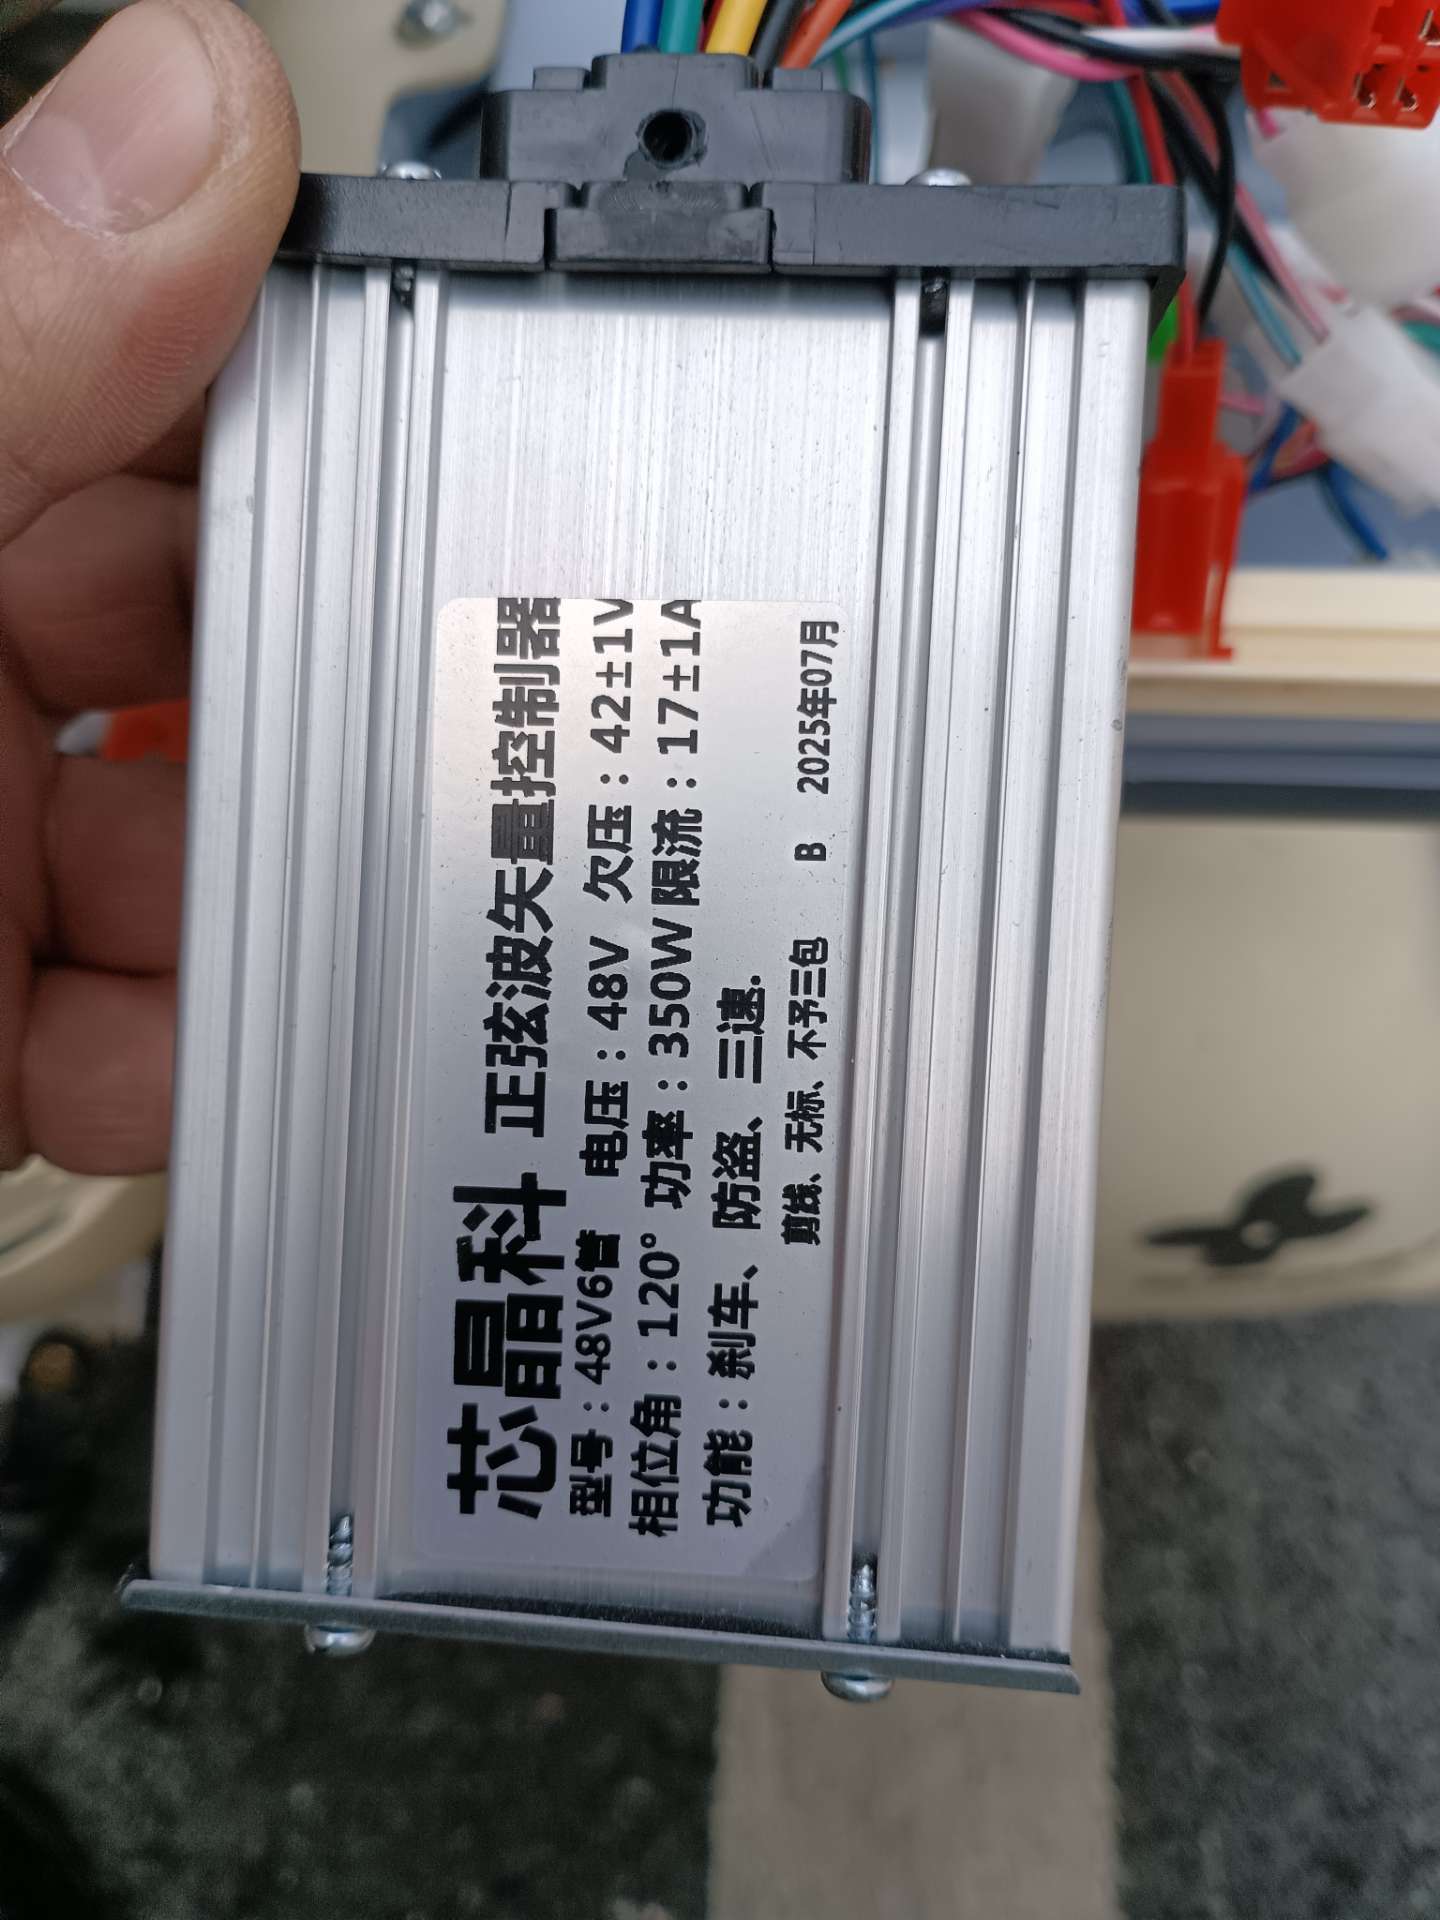 芯晶科 正弦波矢量控制器
型号：48V6管 电压：48V 欠压：42±1V
相位角：120° 功率：350W 限流：17±1A
功能：刹车、防盗、三速.
剪线、无标、不予三包 B 2025年07月